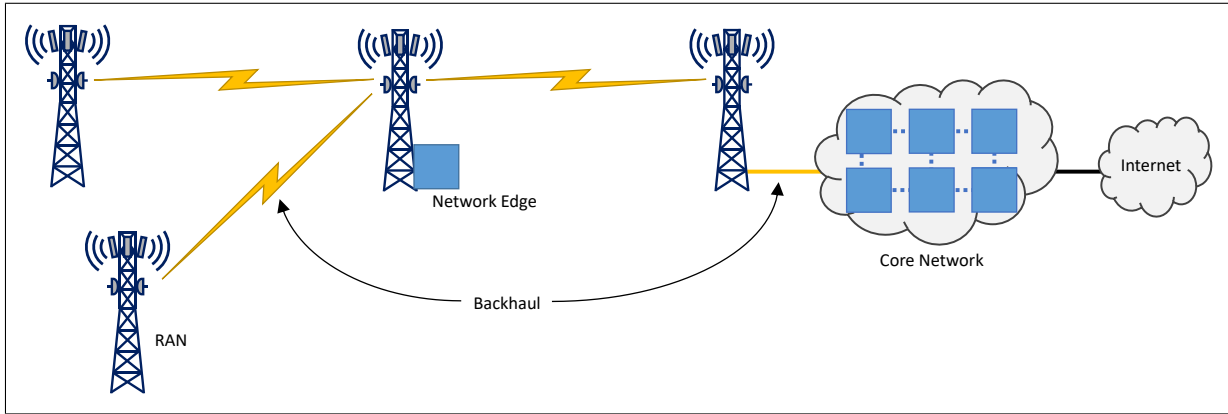 Network Edge
Internet
Core Network
Backhaul
RAN